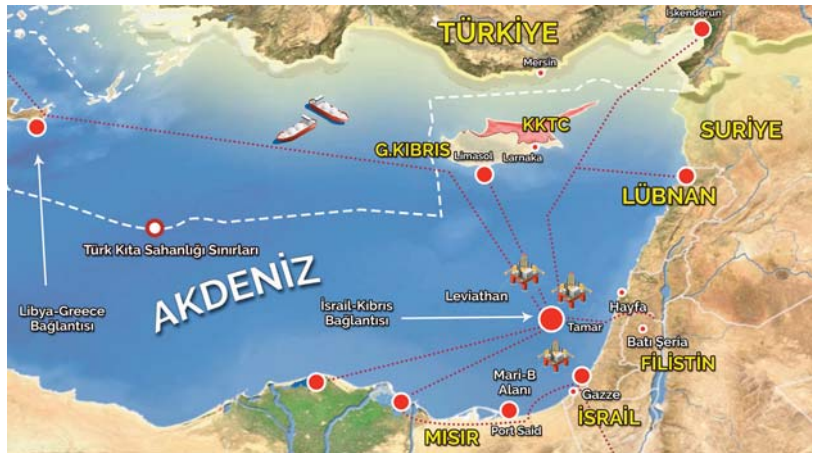 TÜRKİYE
İskenderun
Mersin
KKTC
SURİYE
G.KIBRIS
Limasol
Larnaka
LÜBNAN
Türk Kıta Sahanlığı Sınırları
AKDENİZ
Libya-Greece
Bağlantısı
İsrail-Kıbrıs
Bağlantısı
Leviathan
Tamar
Hayfa
Batı Şeria
FİLİSTİN
Mari-B
Alanı
Gazze
İSRAİL
Port Said
MISIR